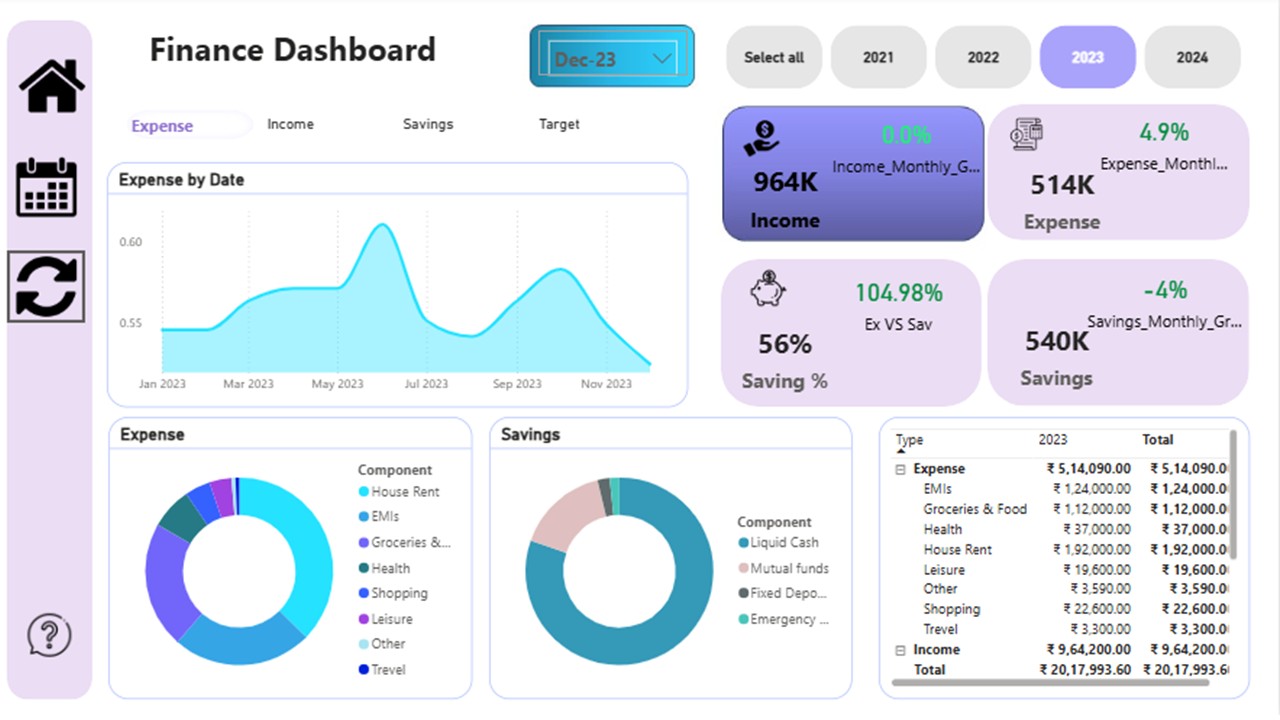 Finance Dashboard
Dec-23
Select all
2021
2022
2023
2024
Expense
Income
Savings
Target
0.0%
Income_Monthly_G...
964K
Income
4.9%
Expense_Monthl...
514K
Expense
Expense by Date
0.60
0.55
Jan 2023
Mar 2023
May 2023
Jul 2023
Sep 2023
Nov 2023
104.98%
Ex VS Sav
56%
Saving %
-4%
Savings_Monthly_Gr...
540K
Savings
Expense
Component
House Rent
EMIs
Groceries &...
Health
Shopping
Leisure
Other
Trevel
Savings
Component
Liquid Cash
Mutual funds
Fixed Depo...
Emergency ...
Type 2023 Total
Expense ₹ 5,14,090.00 ₹ 5,14,090.0
EMIs ₹ 1,24,000.00 ₹ 1,24,000.0
Groceries & Food ₹ 1,12,000.00 ₹ 1,12,000.0
Health ₹ 37,000.00 ₹ 37,000.0
House Rent ₹ 1,92,000.00 ₹ 1,92,000.0
Leisure ₹ 19,600.00 ₹ 19,600.0
Other ₹ 3,590.00 ₹ 3,590.0
Shopping ₹ 22,600.00 ₹ 22,600.0
Trevel ₹ 3,300.00 ₹ 3,300.0
Income ₹ 9,64,200.00 ₹ 9,64,200.0
Total ₹ 20,17,993.60 ₹ 20,17,993.6